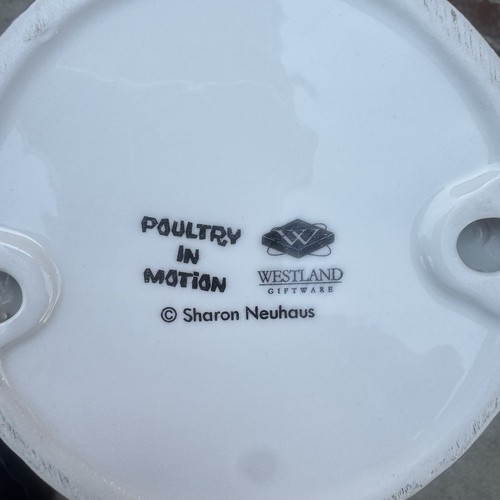 POULTRY
IN
MOTION
W
WESTLAND
GIFTWARE
© Sharon Neuhaus